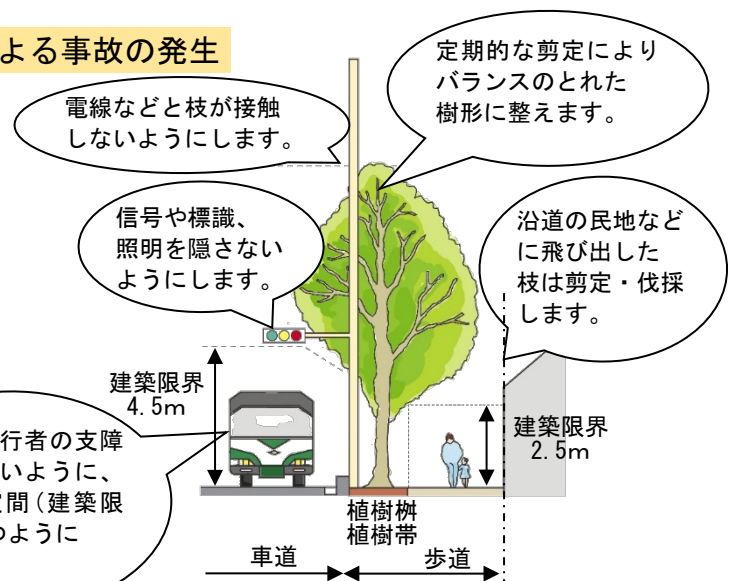 よる事故の発生
電線などと枝が接触
しないようにします。
定期的な剪定により
バランスのとれた
樹形に整えます。
信号や標識、
照明を隠さない
ようにします。
沿道の民地など
に飛び出した
枝は剪定・伐採
します。
建築限界
4.5m
行者の支障
いように、
間（建築限
のように
建築限界
2.5m
植樹桝
植樹帯
車道
歩道